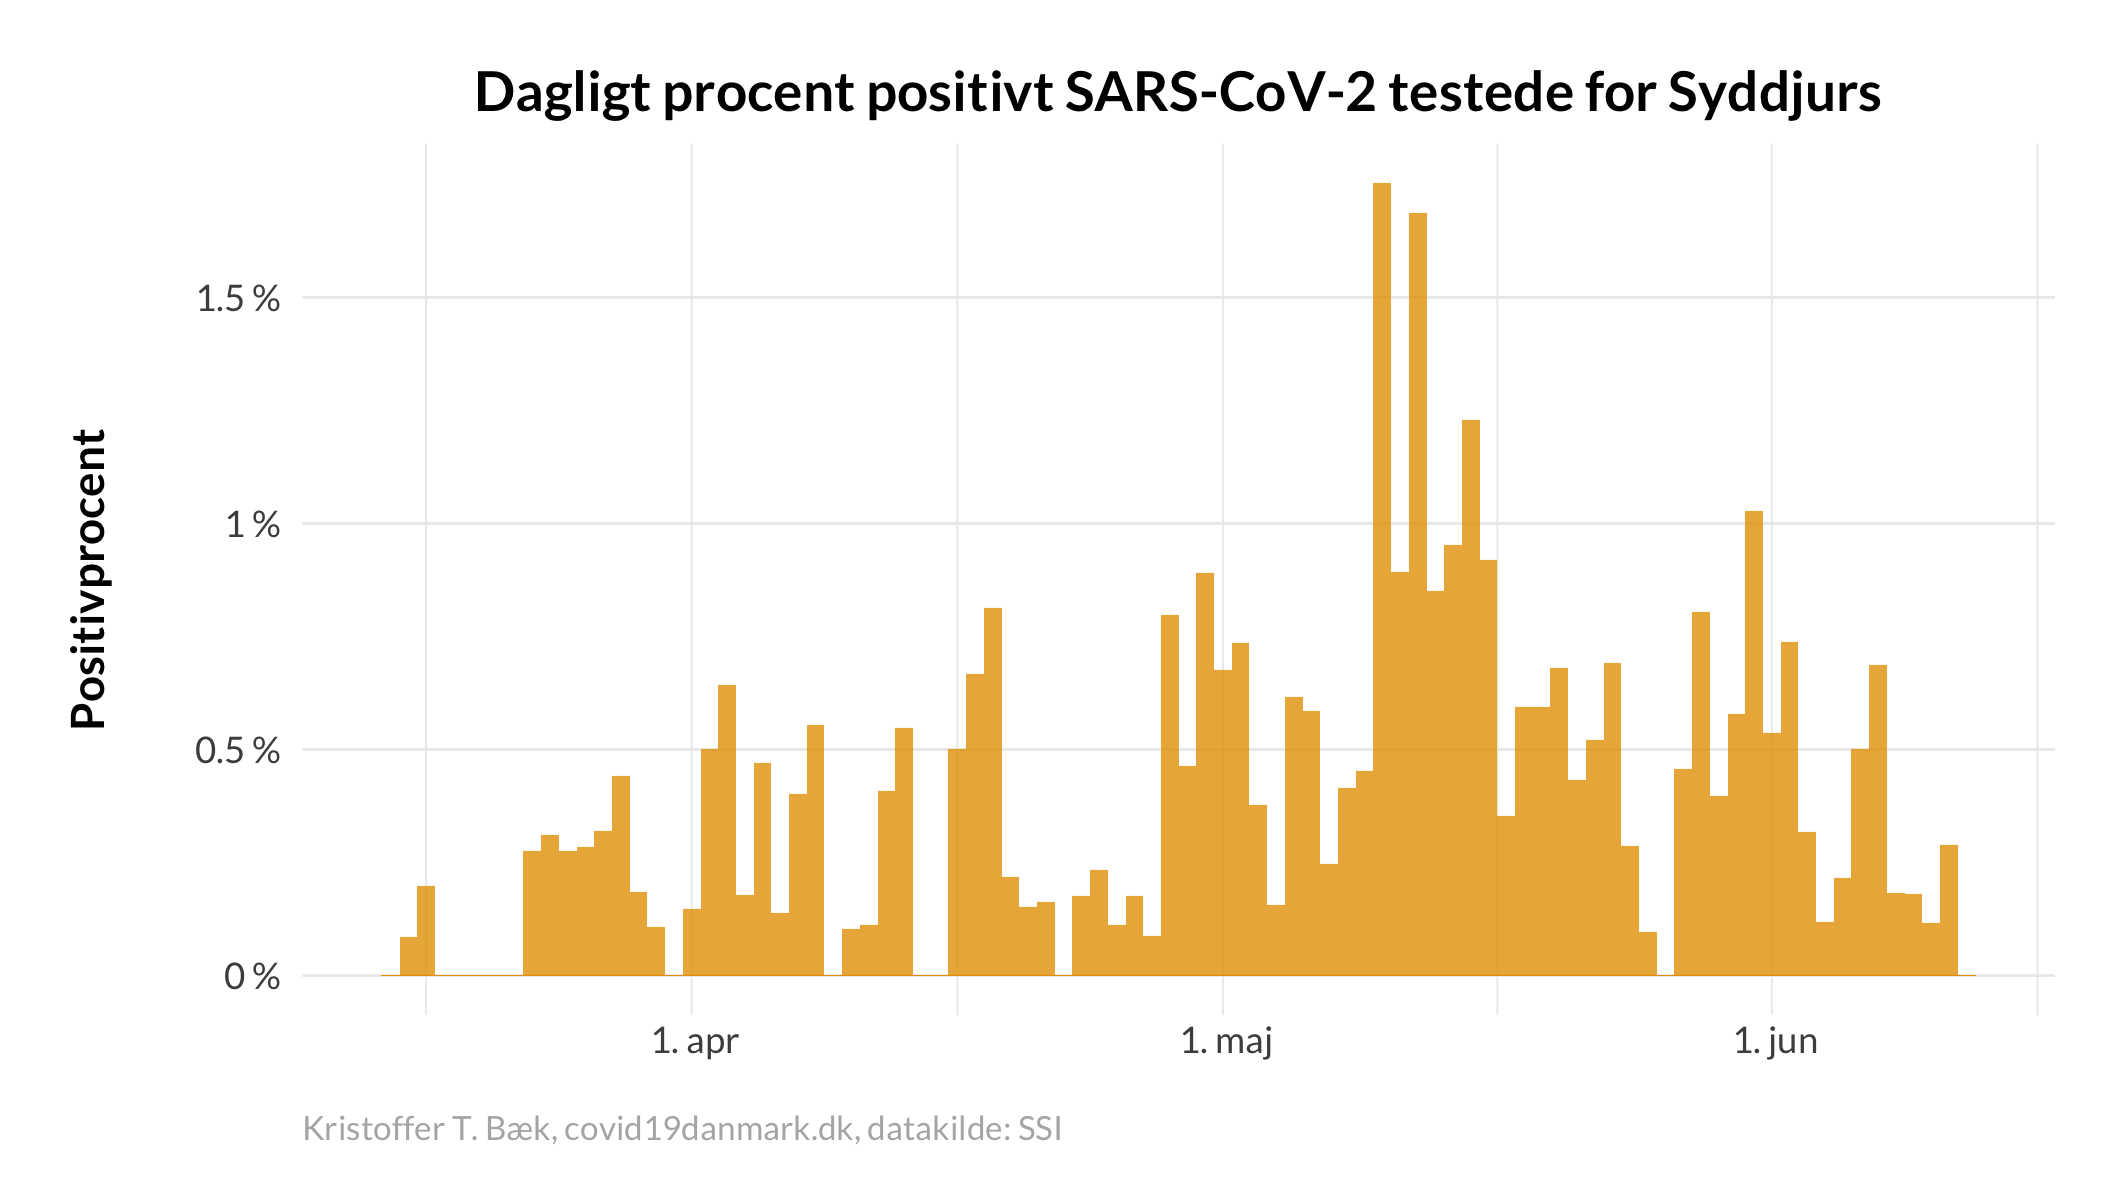 Dagligt procent positivt SARS-CoV-2 testede for Syddjurs
Positivprocent
1.5 %
1 %
0.5 %
0 %
1. apr
1. maj
1. jun
Kristoffer T. Bæk, covid19danmark.dk, datakilde: SSI